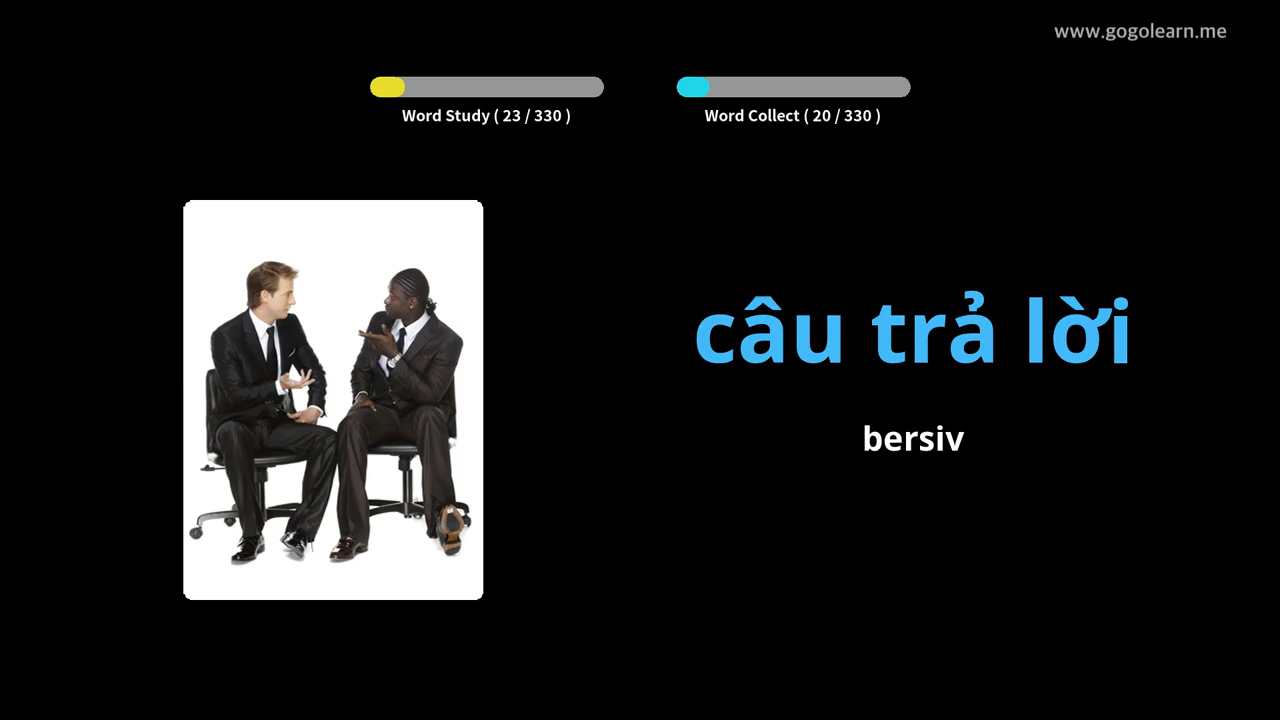 www.gogolearn.me
Word Study ( 23 / 330 )
Word Collect ( 20 / 330 )
câu trả lời
bersiv